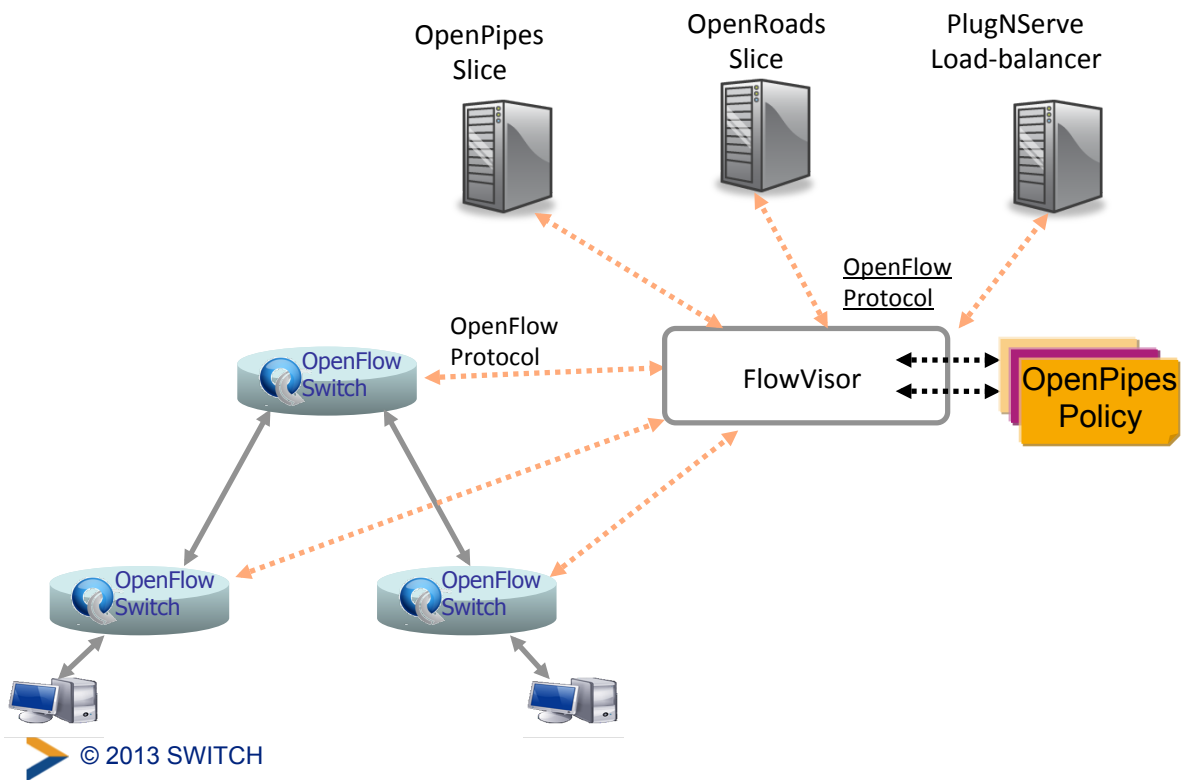 OpenPipes
Slice
OpenRoads
Slice
PlugNServe
Load-balancer
OpenFlow
Protocol
OpenFlow
Protocol
OpenFlow
Switch
FlowVisor
OpenPipes
Policy
OpenFlow
Switch
OpenFlow
Switch
© 2013 SWITCH